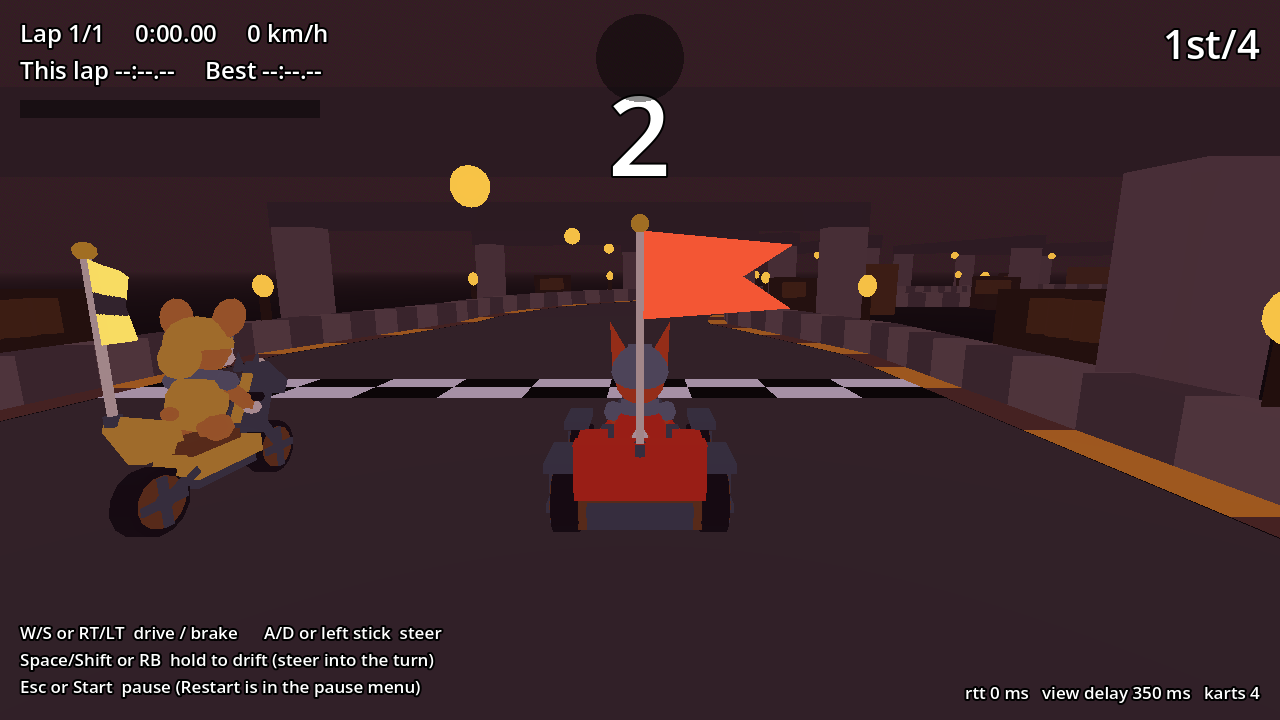 Lap 1/1 0:00.00 0 km/h
This lap --:--.-- Best --:--.--
1st/4
2
W/S or RT/LT drive / brake A/D or left stick steer
Space/Shift or RB hold to drift (steer into the turn)
Esc or Start pause (Restart is in the pause menu)
rtt 0 ms view delay 350 ms karts 4